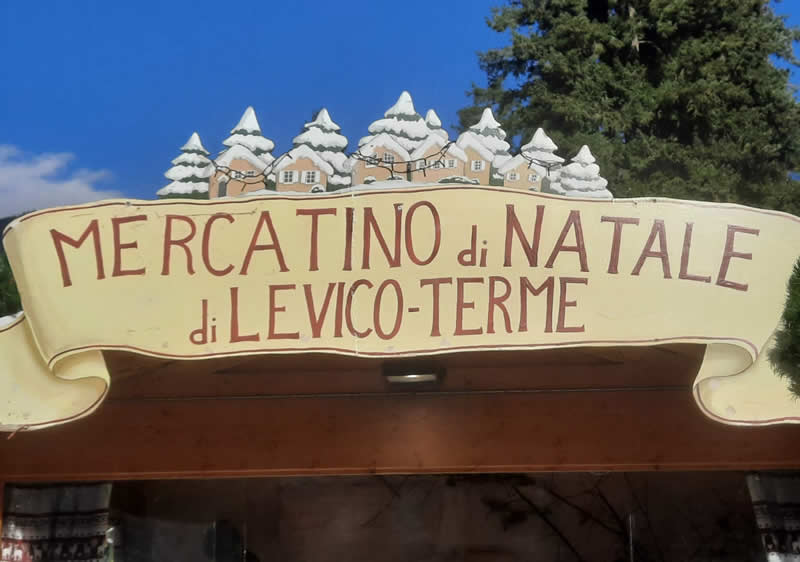 MERCATINO di NATALE
di LEVICO-TERME